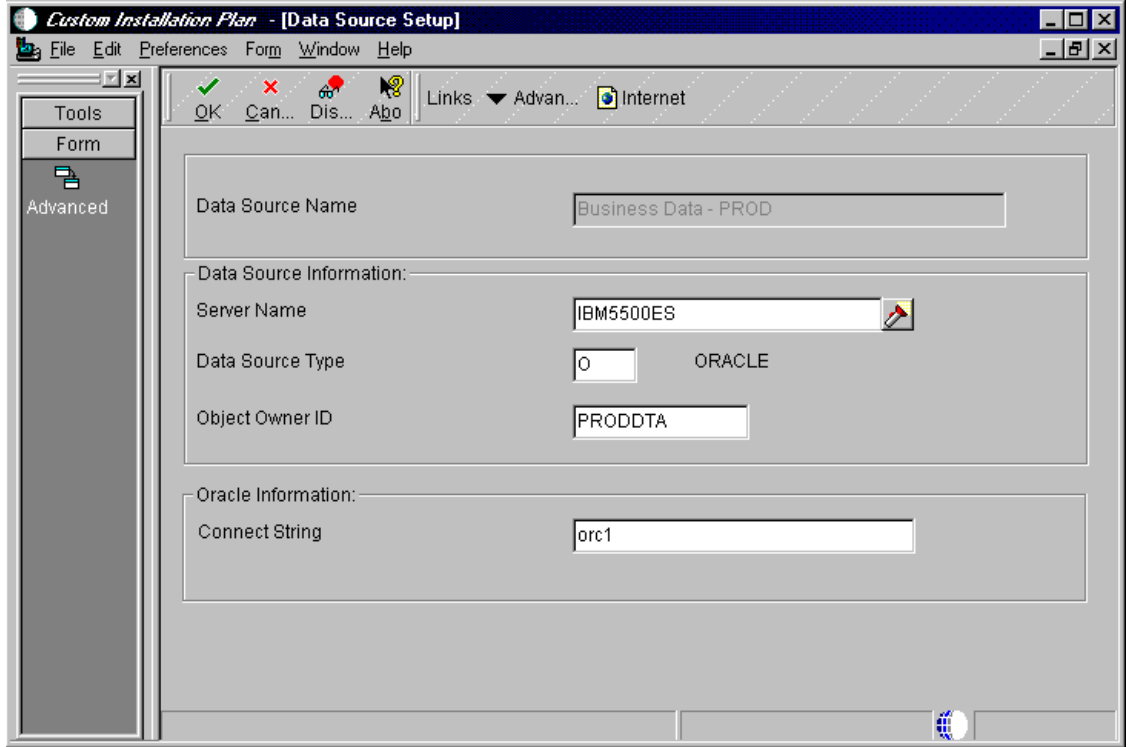 Custom Installation Plan - [Data Source Setup]
File Edit Preferences Form Window Help
Tools
Form
Advanced
OK Can... Dis... Abo Links Advan... Internet
Data Source Name Business Data - PROD
Data Source Information:
Server Name IBM5500ES
Data Source Type O ORACLE
Object Owner ID PRODDTA
Oracle Information:
Connect String orc1